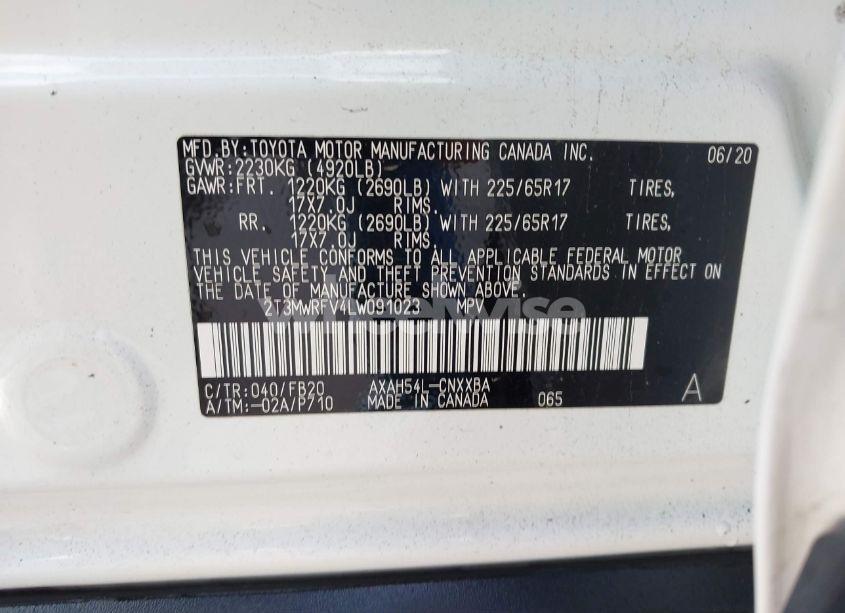 MFD.BY:TOYOTA MOTOR MANUFACTURING CANADA INC. 06/20
GVWR:2230KG (4920LB)
GAWR:FRT. 1220KG (2690LB) WITH 225/65R17 TIRES,
17X7.0J RIMS.
RR. 1220KG (2690LB) WITH 225/65R17 TIRES,
17X7.0J RIMS.
THIS VEHICLE CONFORMS TO ALL APPLICABLE FEDERAL MOTOR
VEHICLE SAFETY AND THEFT PREVENTION STANDARDS IN EFFECT ON
THE DATE OF MANUFACTURE SHOWN ABOVE.
2T3MWRFV4LW091023 MPV
wheelwise
C/TR:040/FB20 AXAH54L-CNXXBA
A/TM:-02A/P710 MADE IN CANADA 065 A